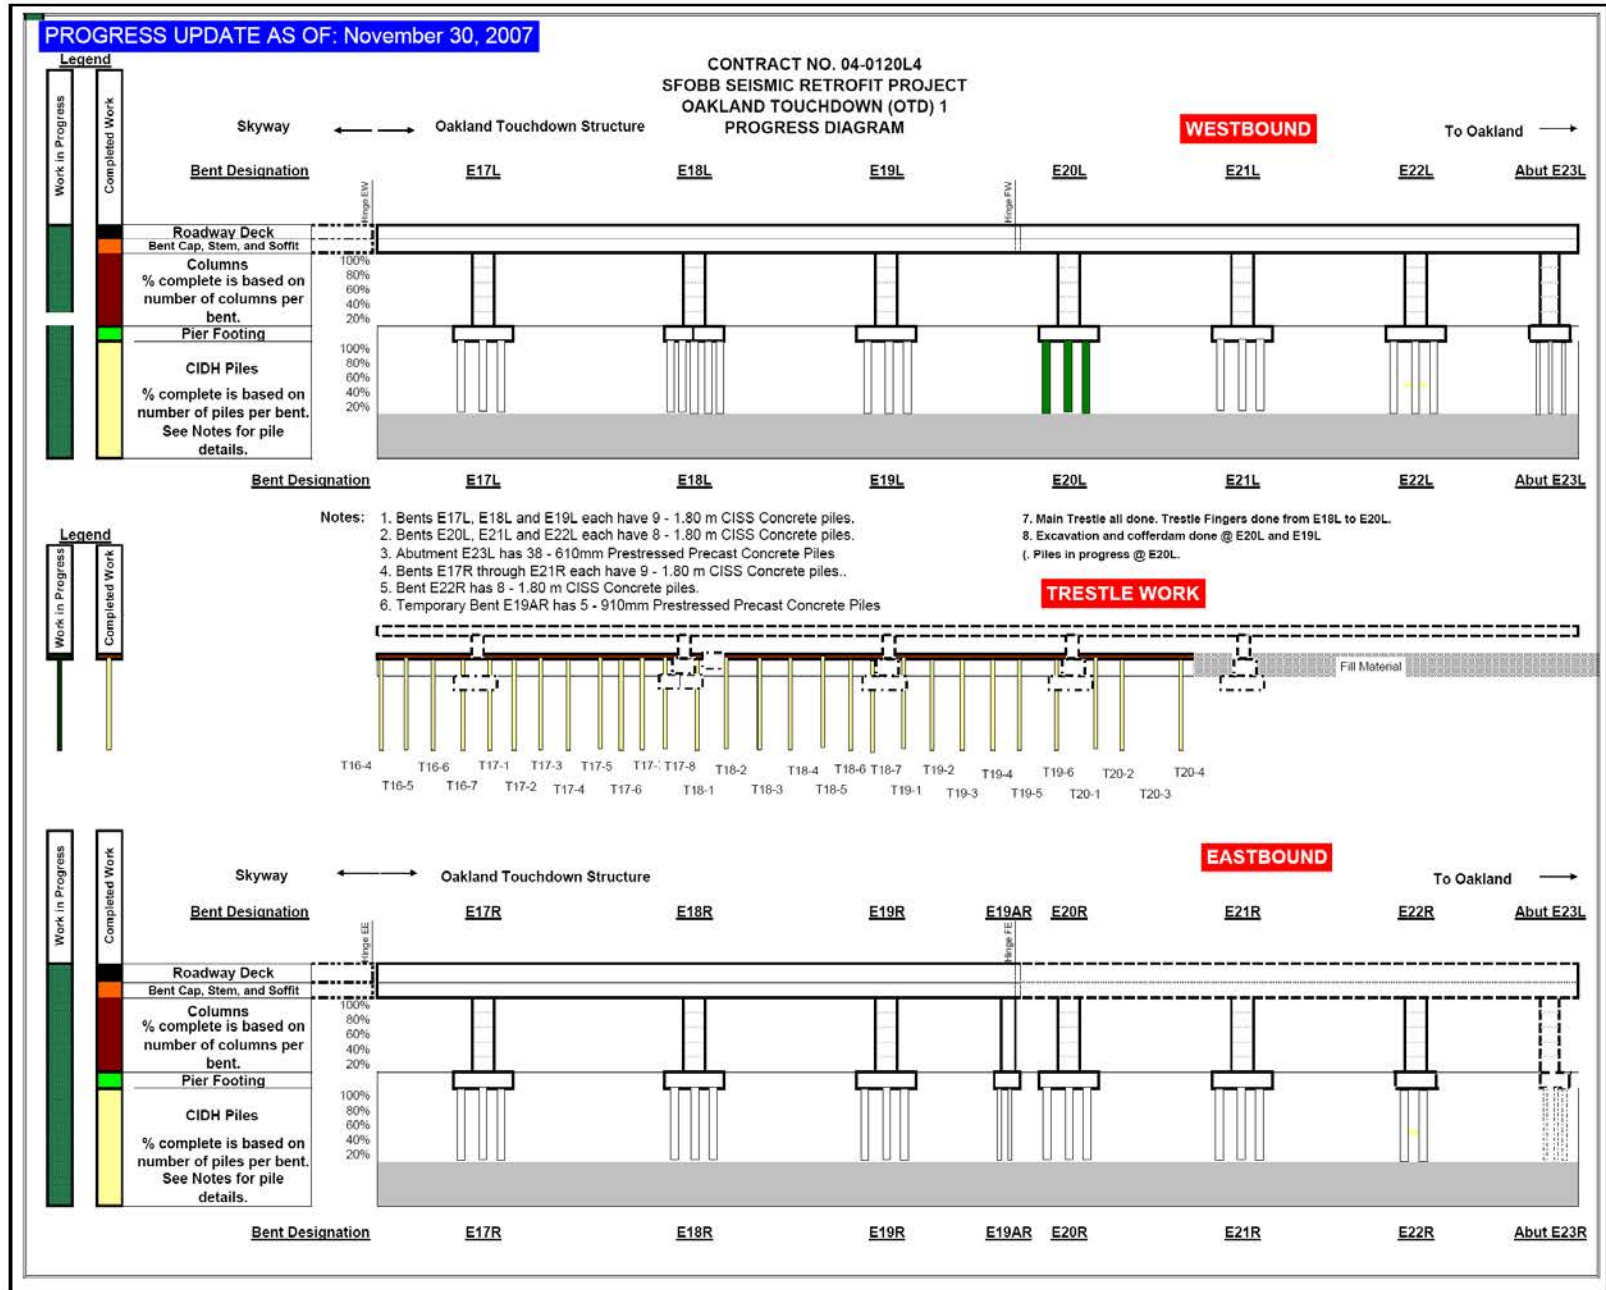 PROGRESS UPDATE AS OF: November 30, 2007
Legend
Work in Progress
Completed Work
CONTRACT NO. 04-0120L4
SFOBB SEISMIC RETROFIT PROJECT
OAKLAND TOUCHDOWN (OTD) 1
PROGRESS DIAGRAM
Skyway
Oakland Touchdown Structure
WESTBOUND
To Oakland
Bent Designation E17L E18L E19L E20L E21L E22L Abut E23L
Hinge EW
Hinge FW
Roadway Deck
Bent Cap, Stem, and Soffit
Columns
% complete is based on
number of columns per
bent.
100%
80%
60%
40%
20%
Pier Footing
CIDH Piles
% complete is based on
number of piles per bent.
See Notes for pile
details.
100%
80%
60%
40%
20%
Bent Designation E17L E18L E19L E20L E21L E22L Abut E23L
Notes:
1. Bents E17L, E18L and E19L each have 9 - 1.80 m CISS Concrete piles.
2. Bents E20L, E21L and E22L each have 8 - 1.80 m CISS Concrete piles.
3. Abutment E23L has 38 - 610mm Prestressed Precast Concrete Piles
4. Bents E17R through E21R each have 9 - 1.80 m CISS Concrete piles..
5. Bent E22R has 8 - 1.80 m CISS Concrete piles.
6. Temporary Bent E19AR has 5 - 910mm Prestressed Precast Concrete Piles
7. Main Trestle all done. Trestle Fingers done from E18L to E20L.
8. Excavation and cofferdam done @ E20L and E19L
(. Piles in progress @ E20L.
Legend
Work in Progress
Completed Work
TRESTLE WORK
Fill Material
T16-4 T16-6 T17-1 T17-3 T17-5 T17- T17-8 T18-2 T18-4 T18-6 T18-7 T19-2 T19-4 T19-6 T20-2 T20-4
T16-5 T16-7 T17-2 T17-4 T17-6 T18-1 T18-3 T18-5 T19-1 T19-3 T19-5 T20-1 T20-3
Work in Progress
Completed Work
Skyway
Oakland Touchdown Structure
EASTBOUND
To Oakland
Bent Designation E17R E18R E19R E19AR E20R E21R E22R Abut E23L
Hinge EE
Hinge FE
Roadway Deck
Bent Cap, Stem, and Soffit
Columns
% complete is based on
number of columns per
bent.
100%
80%
60%
40%
20%
Pier Footing
CIDH Piles
% complete is based on
number of piles per bent.
See Notes for pile
details.
100%
80%
60%
40%
20%
Bent Designation E17R E18R E19R E19AR E20R E21R E22R Abut E23R